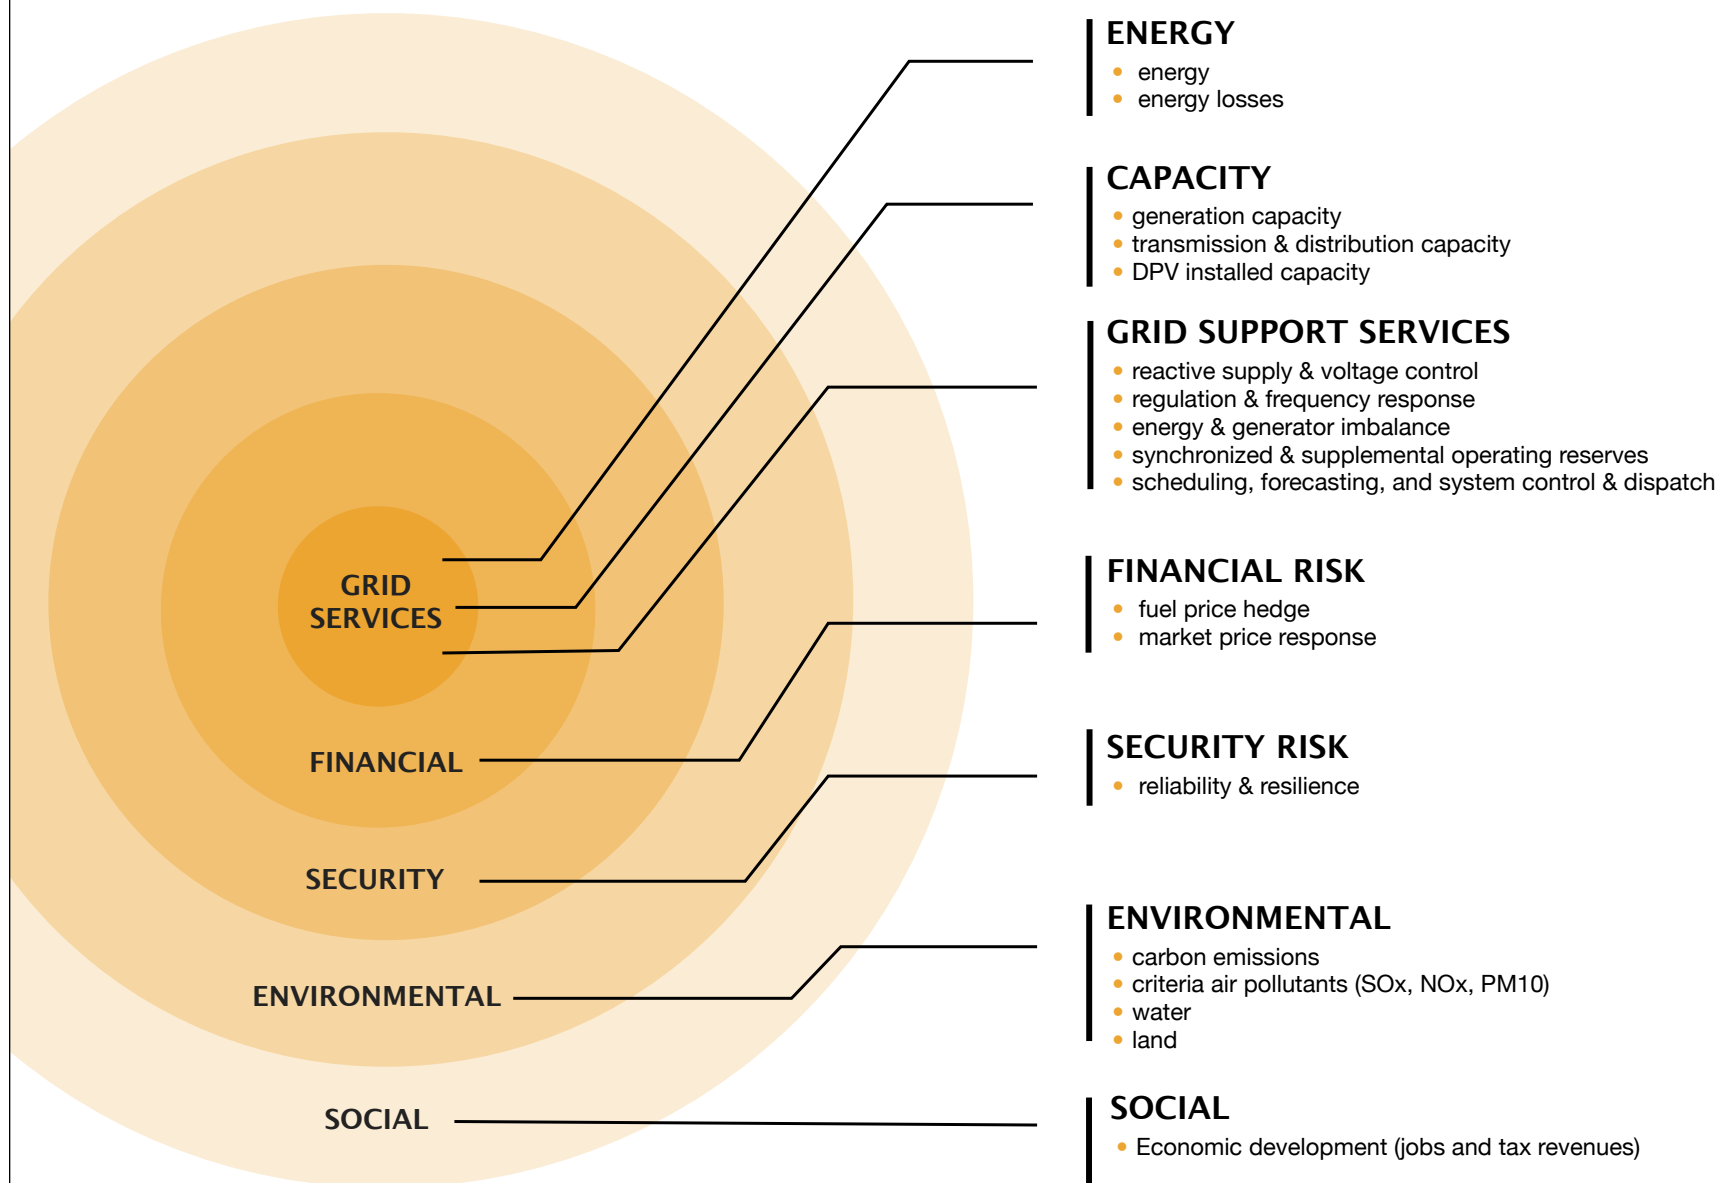 GRID
SERVICES
FINANCIAL
SECURITY
ENVIRONMENTAL
SOCIAL
ENERGY
• energy
• energy losses
CAPACITY
• generation capacity
• transmission & distribution capacity
• DPV installed capacity
GRID SUPPORT SERVICES
• reactive supply & voltage control
• regulation & frequency response
• energy & generator imbalance
• synchronized & supplemental operating reserves
• scheduling, forecasting, and system control & dispatch
FINANCIAL RISK
• fuel price hedge
• market price response
SECURITY RISK
• reliability & resilience
ENVIRONMENTAL
• carbon emissions
• criteria air pollutants (SOx, NOx, PM10)
• water
• land
SOCIAL
• Economic development (jobs and tax revenues)